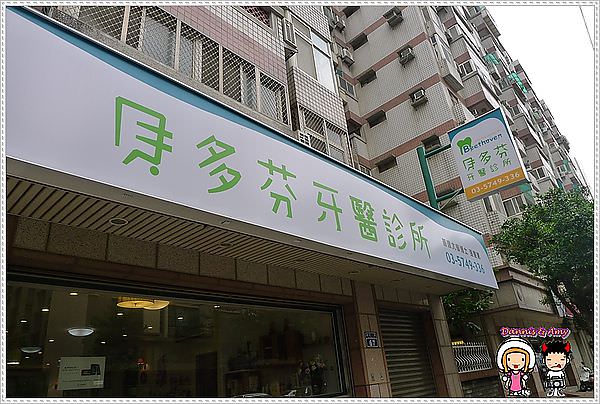 貝多芬牙醫診所
03-5749-336
Beethoven
貝多芬
牙醫診所
03-5749-336
Danny & Amy